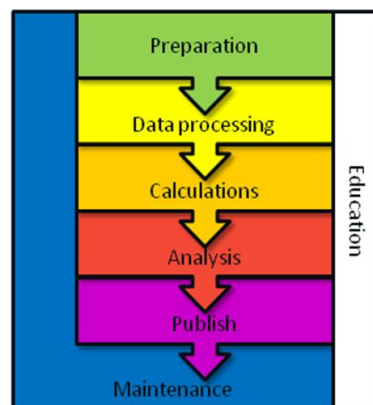 Preparation
Data processing
Calculations
Analysis
Publish
Maintenance
Education